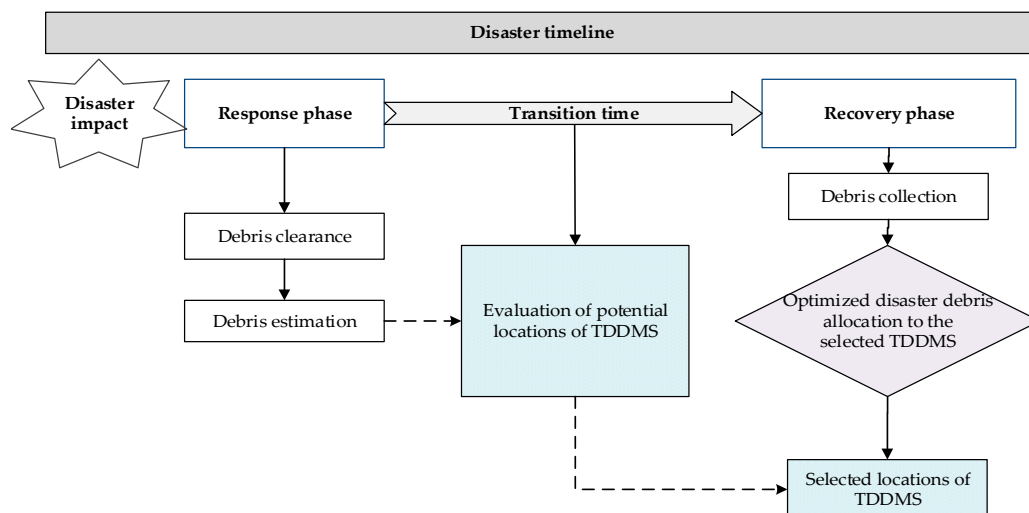 Disaster timeline
Disaster
impact
Response phase
Transition time
Recovery phase
Debris collection
Debris clearance
Debris estimation
Evaluation of potential
locations of TDDMS
Optimized disaster debris
allocation to the
selected TDDMS
Selected locations of
TDDMS